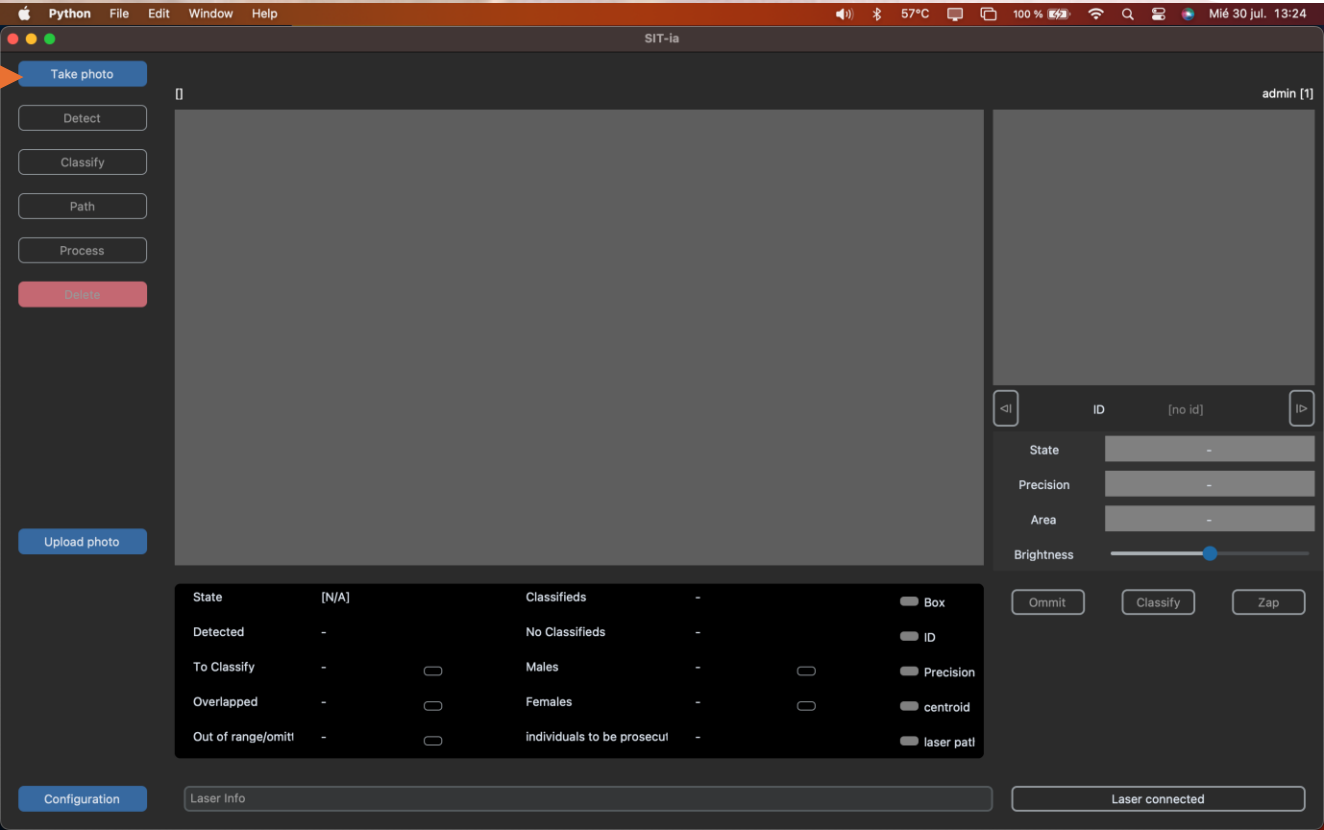 Python File Edit Window Help 57°C 100 % Mié 30 jul. 13:24
SIT-ia
Take photo
[] admin [1]
Detect
Classify
Path
Process
Delete
ID [no id]
State -
Precision -
Area -
Brightness
Upload photo
State [N/A] Classifieds - Box
Detected - No Classifieds - ID
To Classify - Males - Precision
Overlapped - Females - centroid
Out of range/omitt - individuals to be prosecut - laser patl
Ommit Classify Zap
Configuration Laser Info Laser connected